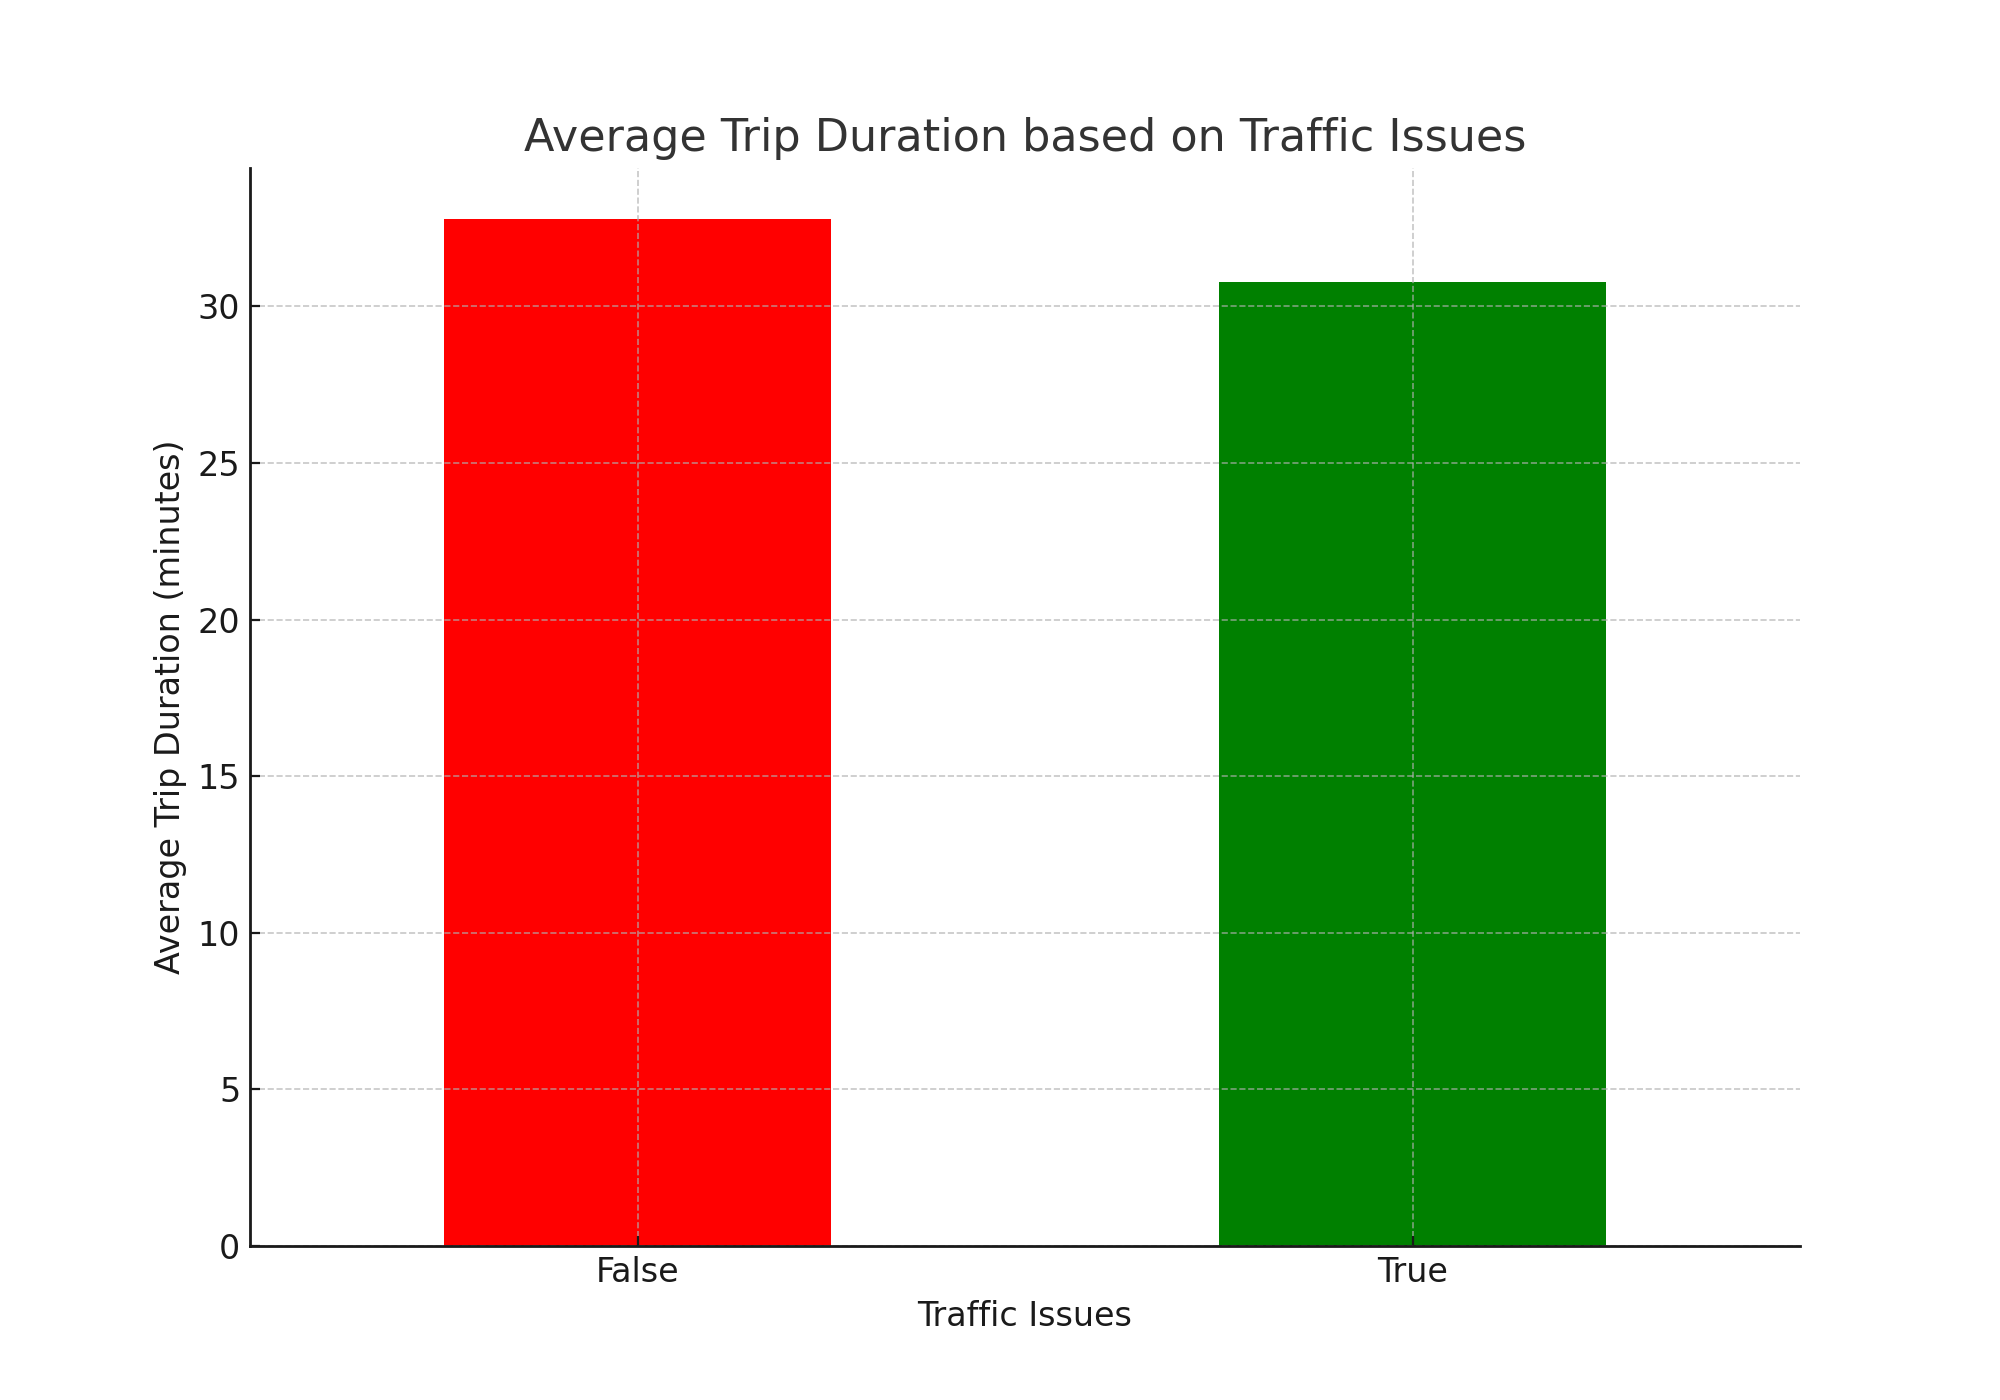 Average Trip Duration based on Traffic Issues
Average Trip Duration (minutes)
30
25
20
15
10
5
0
False
True
Traffic Issues